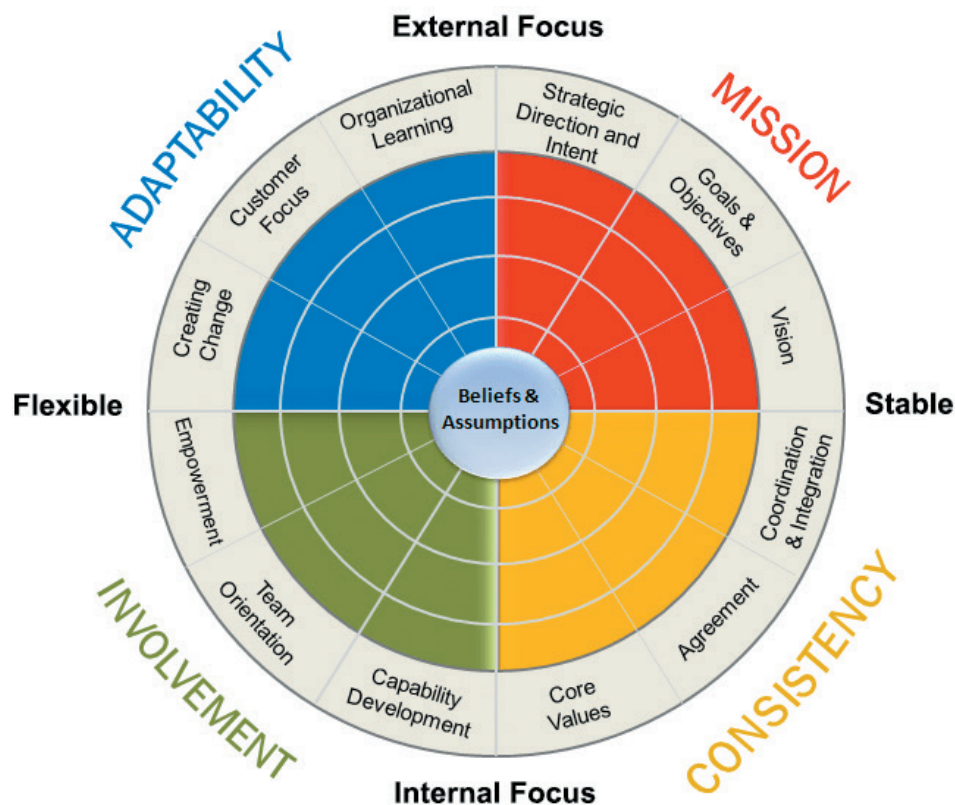 External Focus
ADAPTABILITY
MISSION
Organizational
Learning
Strategic
Direction and
Intent
Customer
Focus
Goals &
Objectives
Creating
Change
Vision
Flexible
Beliefs &
Assumptions
Stable
Empowerment
Coordination
& Integration
Team
Orientation
Agreement
Capability
Development
Core
Values
INVOLVEMENT
CONSISTENCY
Internal Focus